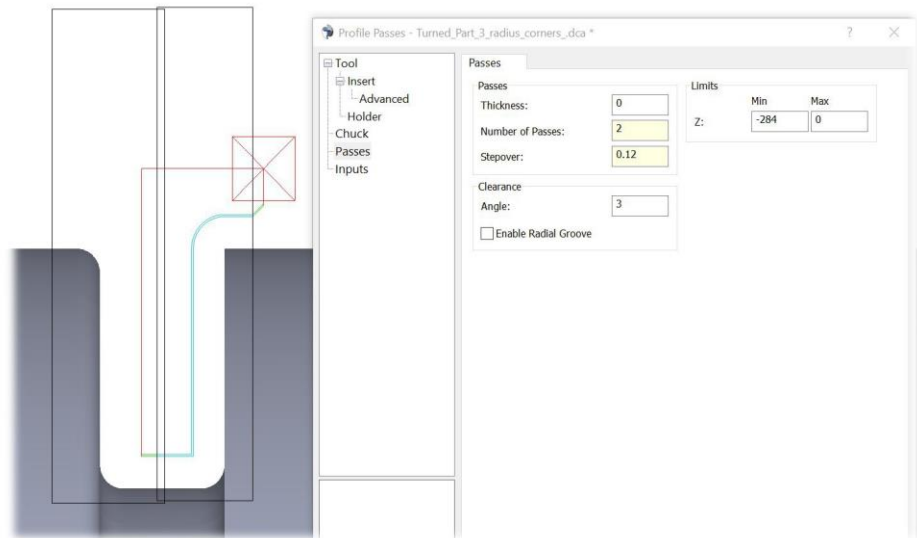 Profile Passes - Turned_Part_3_radius_corners_.dca *
? ×
Tool
Insert
Advanced
Holder
Chuck
Passes
Inputs
Passes
Passes
Thickness: 0
Number of Passes: 2
Stepover: 0.12
Clearance
Angle: 3
Enable Radial Groove
Limits
Min Max
Z: -284 0